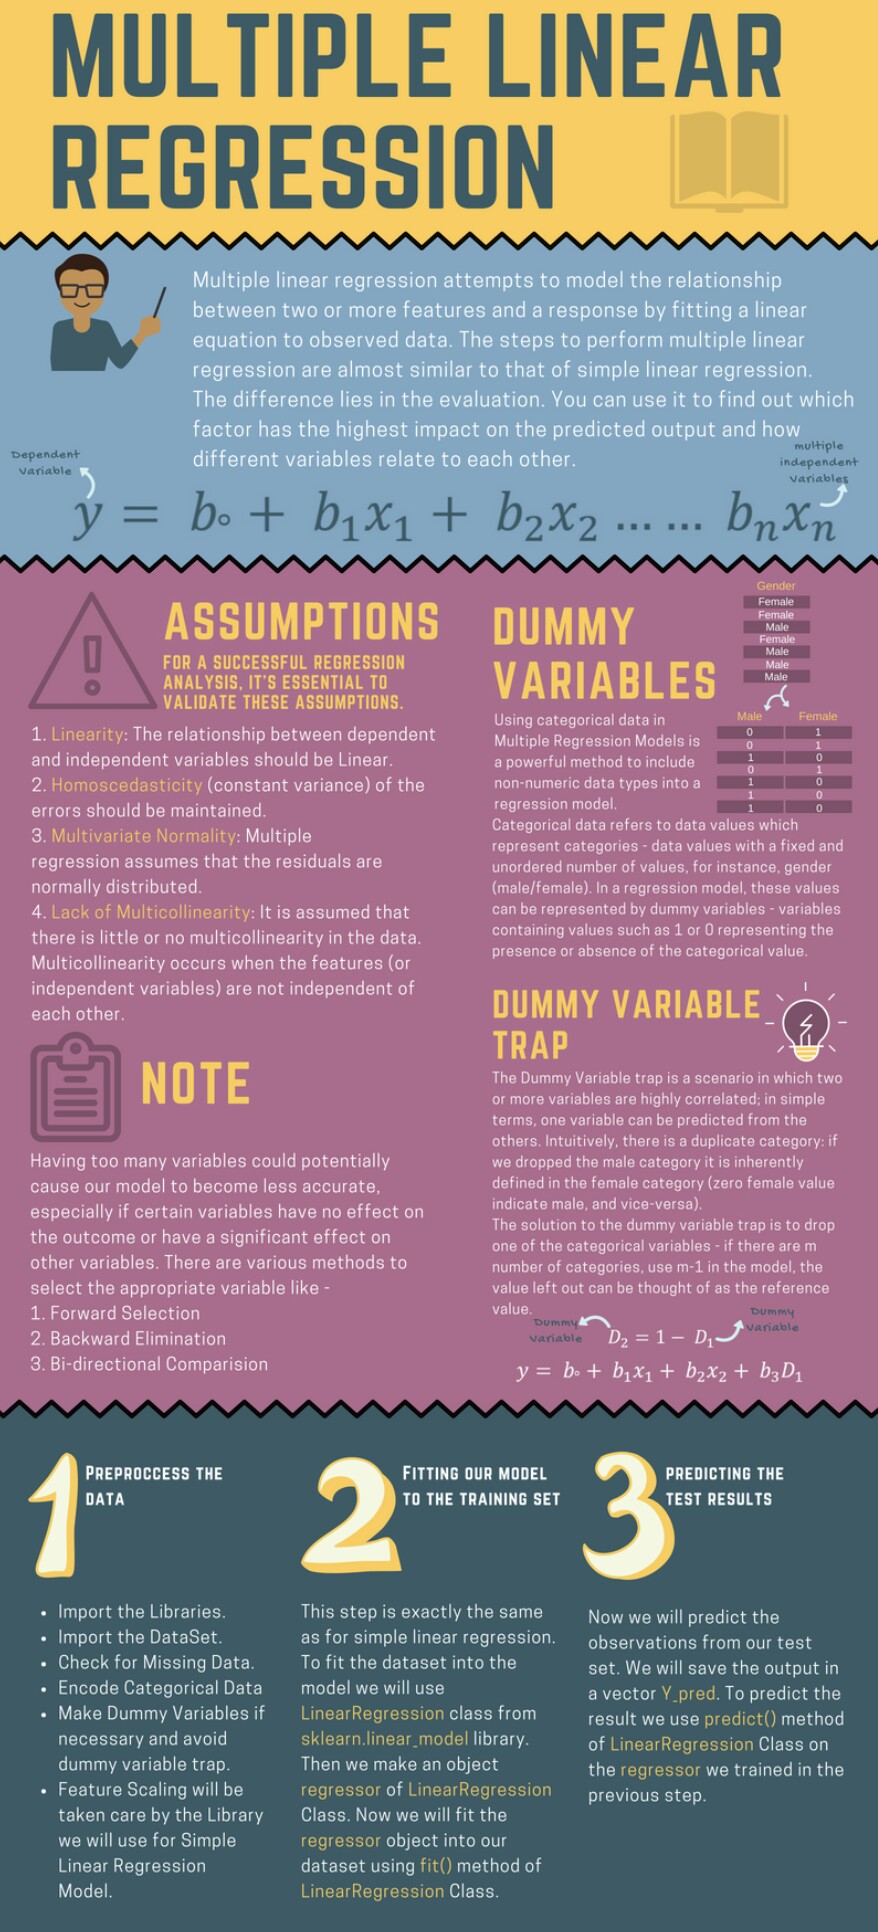 MULTIPLE LINEAR
REGRESSION
Multiple linear regression attempts to model the relationship
between two or more features and a response by fitting a linear
equation to observed data. The steps to perform multiple linear
regression are almost similar to that of simple linear regression.
The difference lies in the evaluation. You can use it to find out which
factor has the highest impact on the predicted output and how
different variables relate to each other.
Dependent
variable
multiple
independent
variables
y = b₀ + b₁x₁ + b₂x₂ ... ... bₙxₙ
ASSUMPTIONS
FOR A SUCCESSFUL REGRESSION
ANALYSIS, IT'S ESSENTIAL TO
VALIDATE THESE ASSUMPTIONS.
1. Linearity: The relationship between dependent
and independent variables should be Linear.
2. Homoscedasticity (constant variance) of the
errors should be maintained.
3. Multivariate Normality: Multiple
regression assumes that the residuals are
normally distributed.
4. Lack of Multicollinearity: It is assumed that
there is little or no multicollinearity in the data.
Multicollinearity occurs when the features (or
independent variables) are not independent of
each other.
NOTE
Having too many variables could potentially
cause our model to become less accurate,
especially if certain variables have no effect on
the outcome or have a significant effect on
other variables. There are various methods to
select the appropriate variable like -
1. Forward Selection
2. Backward Elimination
3. Bi-directional Comparision
DUMMY
VARIABLES
Gender
Female
Female
Male
Female
Male
Male
Male
Male Female
0 1
0 1
1 0
0 1
1 0
1 0
1 0
Using categorical data in
Multiple Regression Models is
a powerful method to include
non-numeric data types into a
regression model.
Categorical data refers to data values which
represent categories - data values with a fixed and
unordered number of values, for instance, gender
(male/female). In a regression model, these values
can be represented by dummy variables - variables
containing values such as 1 or 0 representing the
presence or absence of the categorical value.
DUMMY VARIABLE
TRAP
The Dummy Variable trap is a scenario in which two
or more variables are highly correlated; in simple
terms, one variable can be predicted from the
others. Intuitively, there is a duplicate category: if
we dropped the male category it is inherently
defined in the female category (zero female value
indicate male, and vice-versa).
The solution to the dummy variable trap is to drop
one of the categorical variables - if there are m
number of categories, use m-1 in the model, the
value left out can be thought of as the reference
value.
Dummy
variable
D₂ = 1 − D₁
Dummy
variable
y = b₀ + b₁x₁ + b₂x₂ + b₃D₁
1
PREPROCCESS THE
DATA
Import the Libraries.
Import the DataSet.
Check for Missing Data.
Encode Categorical Data
Make Dummy Variables if
necessary and avoid
dummy variable trap.
Feature Scaling will be
taken care by the Library
we will use for Simple
Linear Regression
Model.
2
FITTING OUR MODEL
TO THE TRAINING SET
This step is exactly the same
as for simple linear regression.
To fit the dataset into the
model we will use
LinearRegression class from
sklearn.linear_model library.
Then we make an object
regressor of LinearRegression
Class. Now we will fit the
regressor object into our
dataset using fit() method of
LinearRegression Class.
3
PREDICTING THE
TEST RESULTS
Now we will predict the
observations from our test
set. We will save the output in
a vector Y_pred. To predict the
result we use predict() method
of LinearRegression Class on
the regressor we trained in the
previous step.